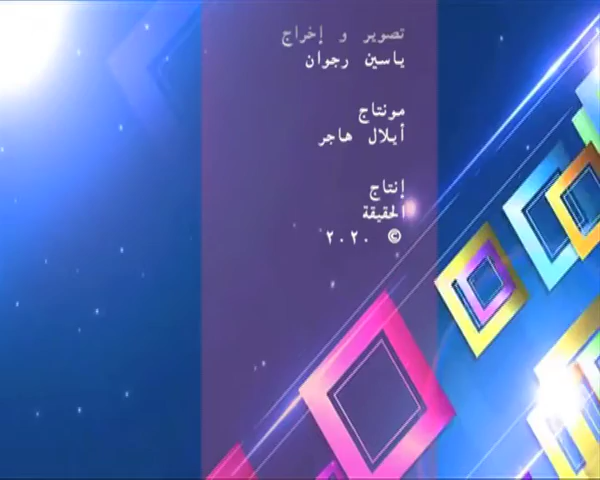 تصوير و إخراج
ياسين رجوان
مونتاج
أيلال هاجر
إنتاج
الحقيقة
© ٢٠٢٠